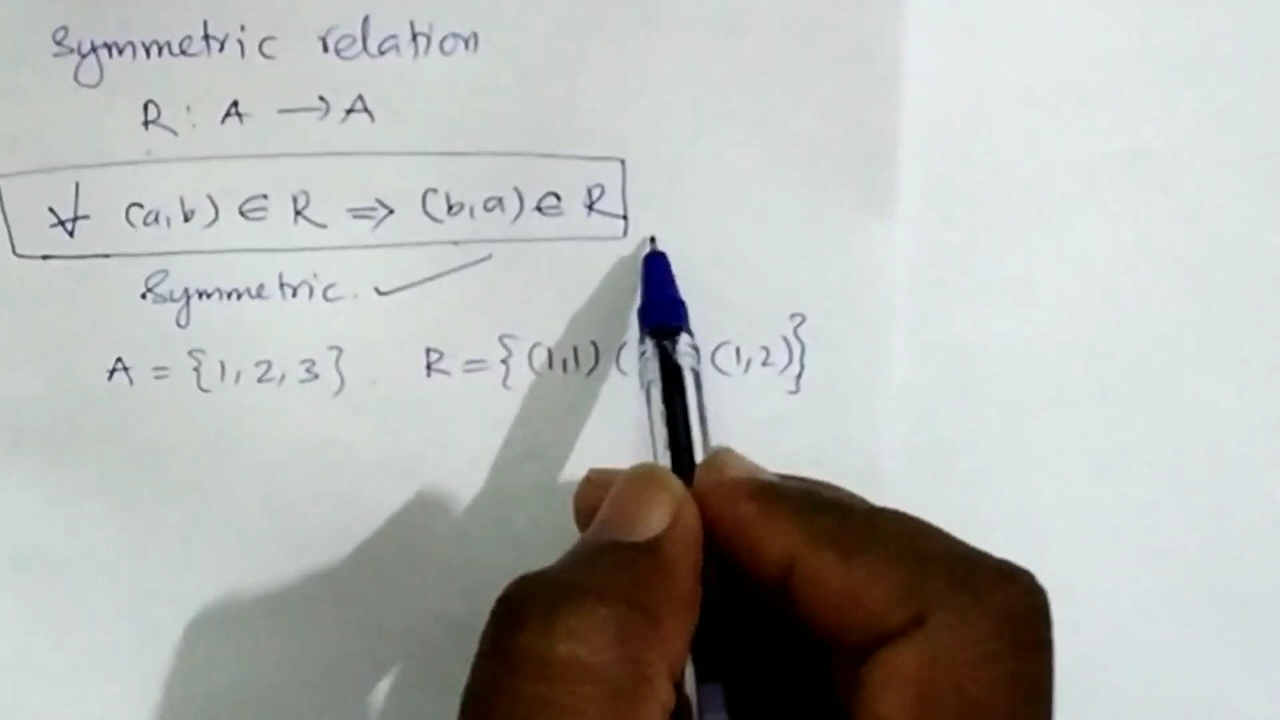 Symmetric relation
R : A → A
∀ (a,b) ∈ R ⇒ (b,a) ∈ R
Symmetric. ✓
A = {1, 2, 3} R = {(1,1) ( ) (1,2)}